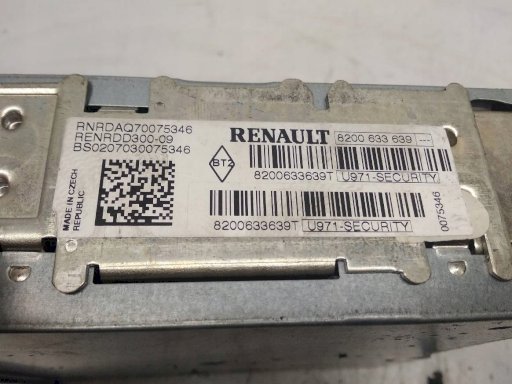 RNRDAQ70075346
RENRDD300-09
BS0207030075346
RENAULT
8200 633 639 ---
BT2
8200633639T U971-SECURITY
8200633639T U971-SECURITY
MADE IN CZECH
REPUBLIC
0075346